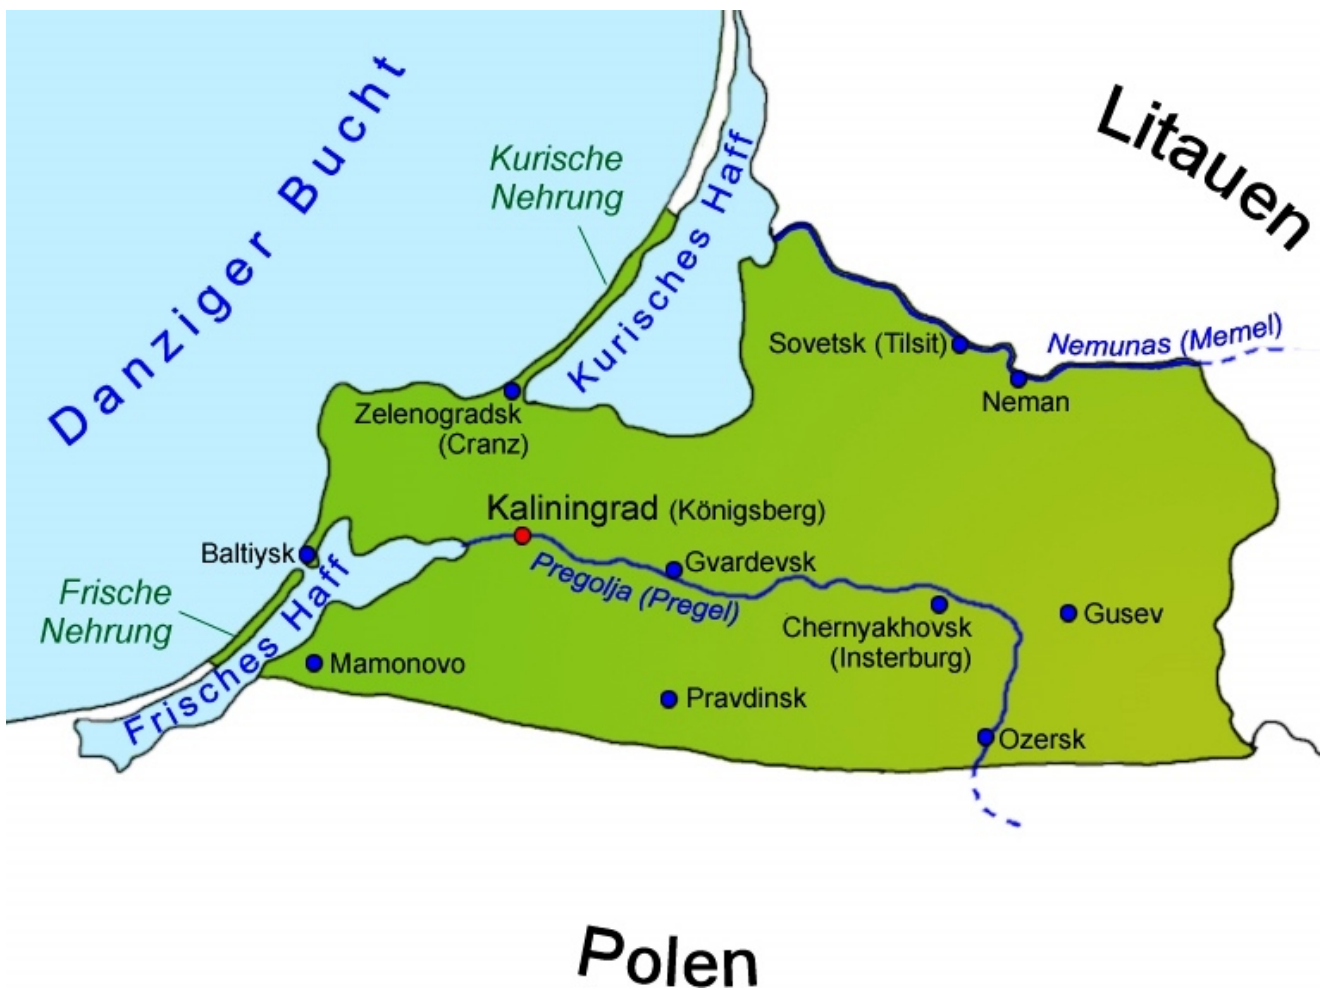 Danziger Bucht
Litauen
Kurische
Nehrung
Kurisches Haff
Sovetsk (Tilsit)
Nemunas (Memel)
Neman
Zelenogradsk
(Cranz)
Kaliningrad (Königsberg)
Baltiysk
Gvardevsk
Pregolja (Pregel)
Frische
Nehrung
Frisches Haff
Chernyakhovsk
(Insterburg)
Gusev
Mamonovo
Pravdinsk
Ozersk
Polen